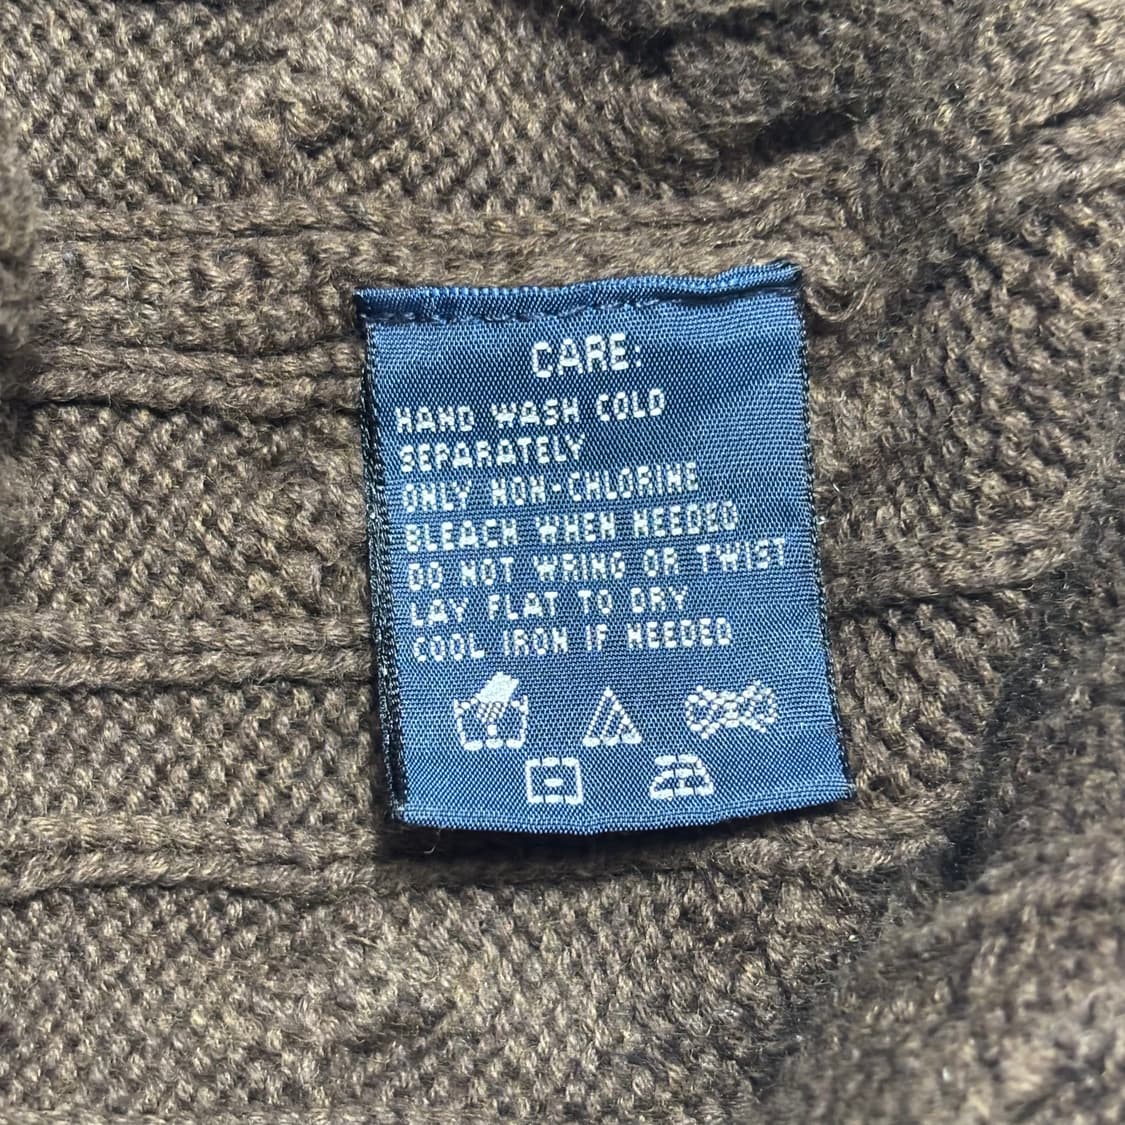 CARE:
HAND WASH COLD
SEPARATELY
ONLY NON-CHLORINE
BLEACH WHEN NEEDED
DO NOT WRING OR TWIST
LAY FLAT TO DRY
COOL IRON IF NEEDED